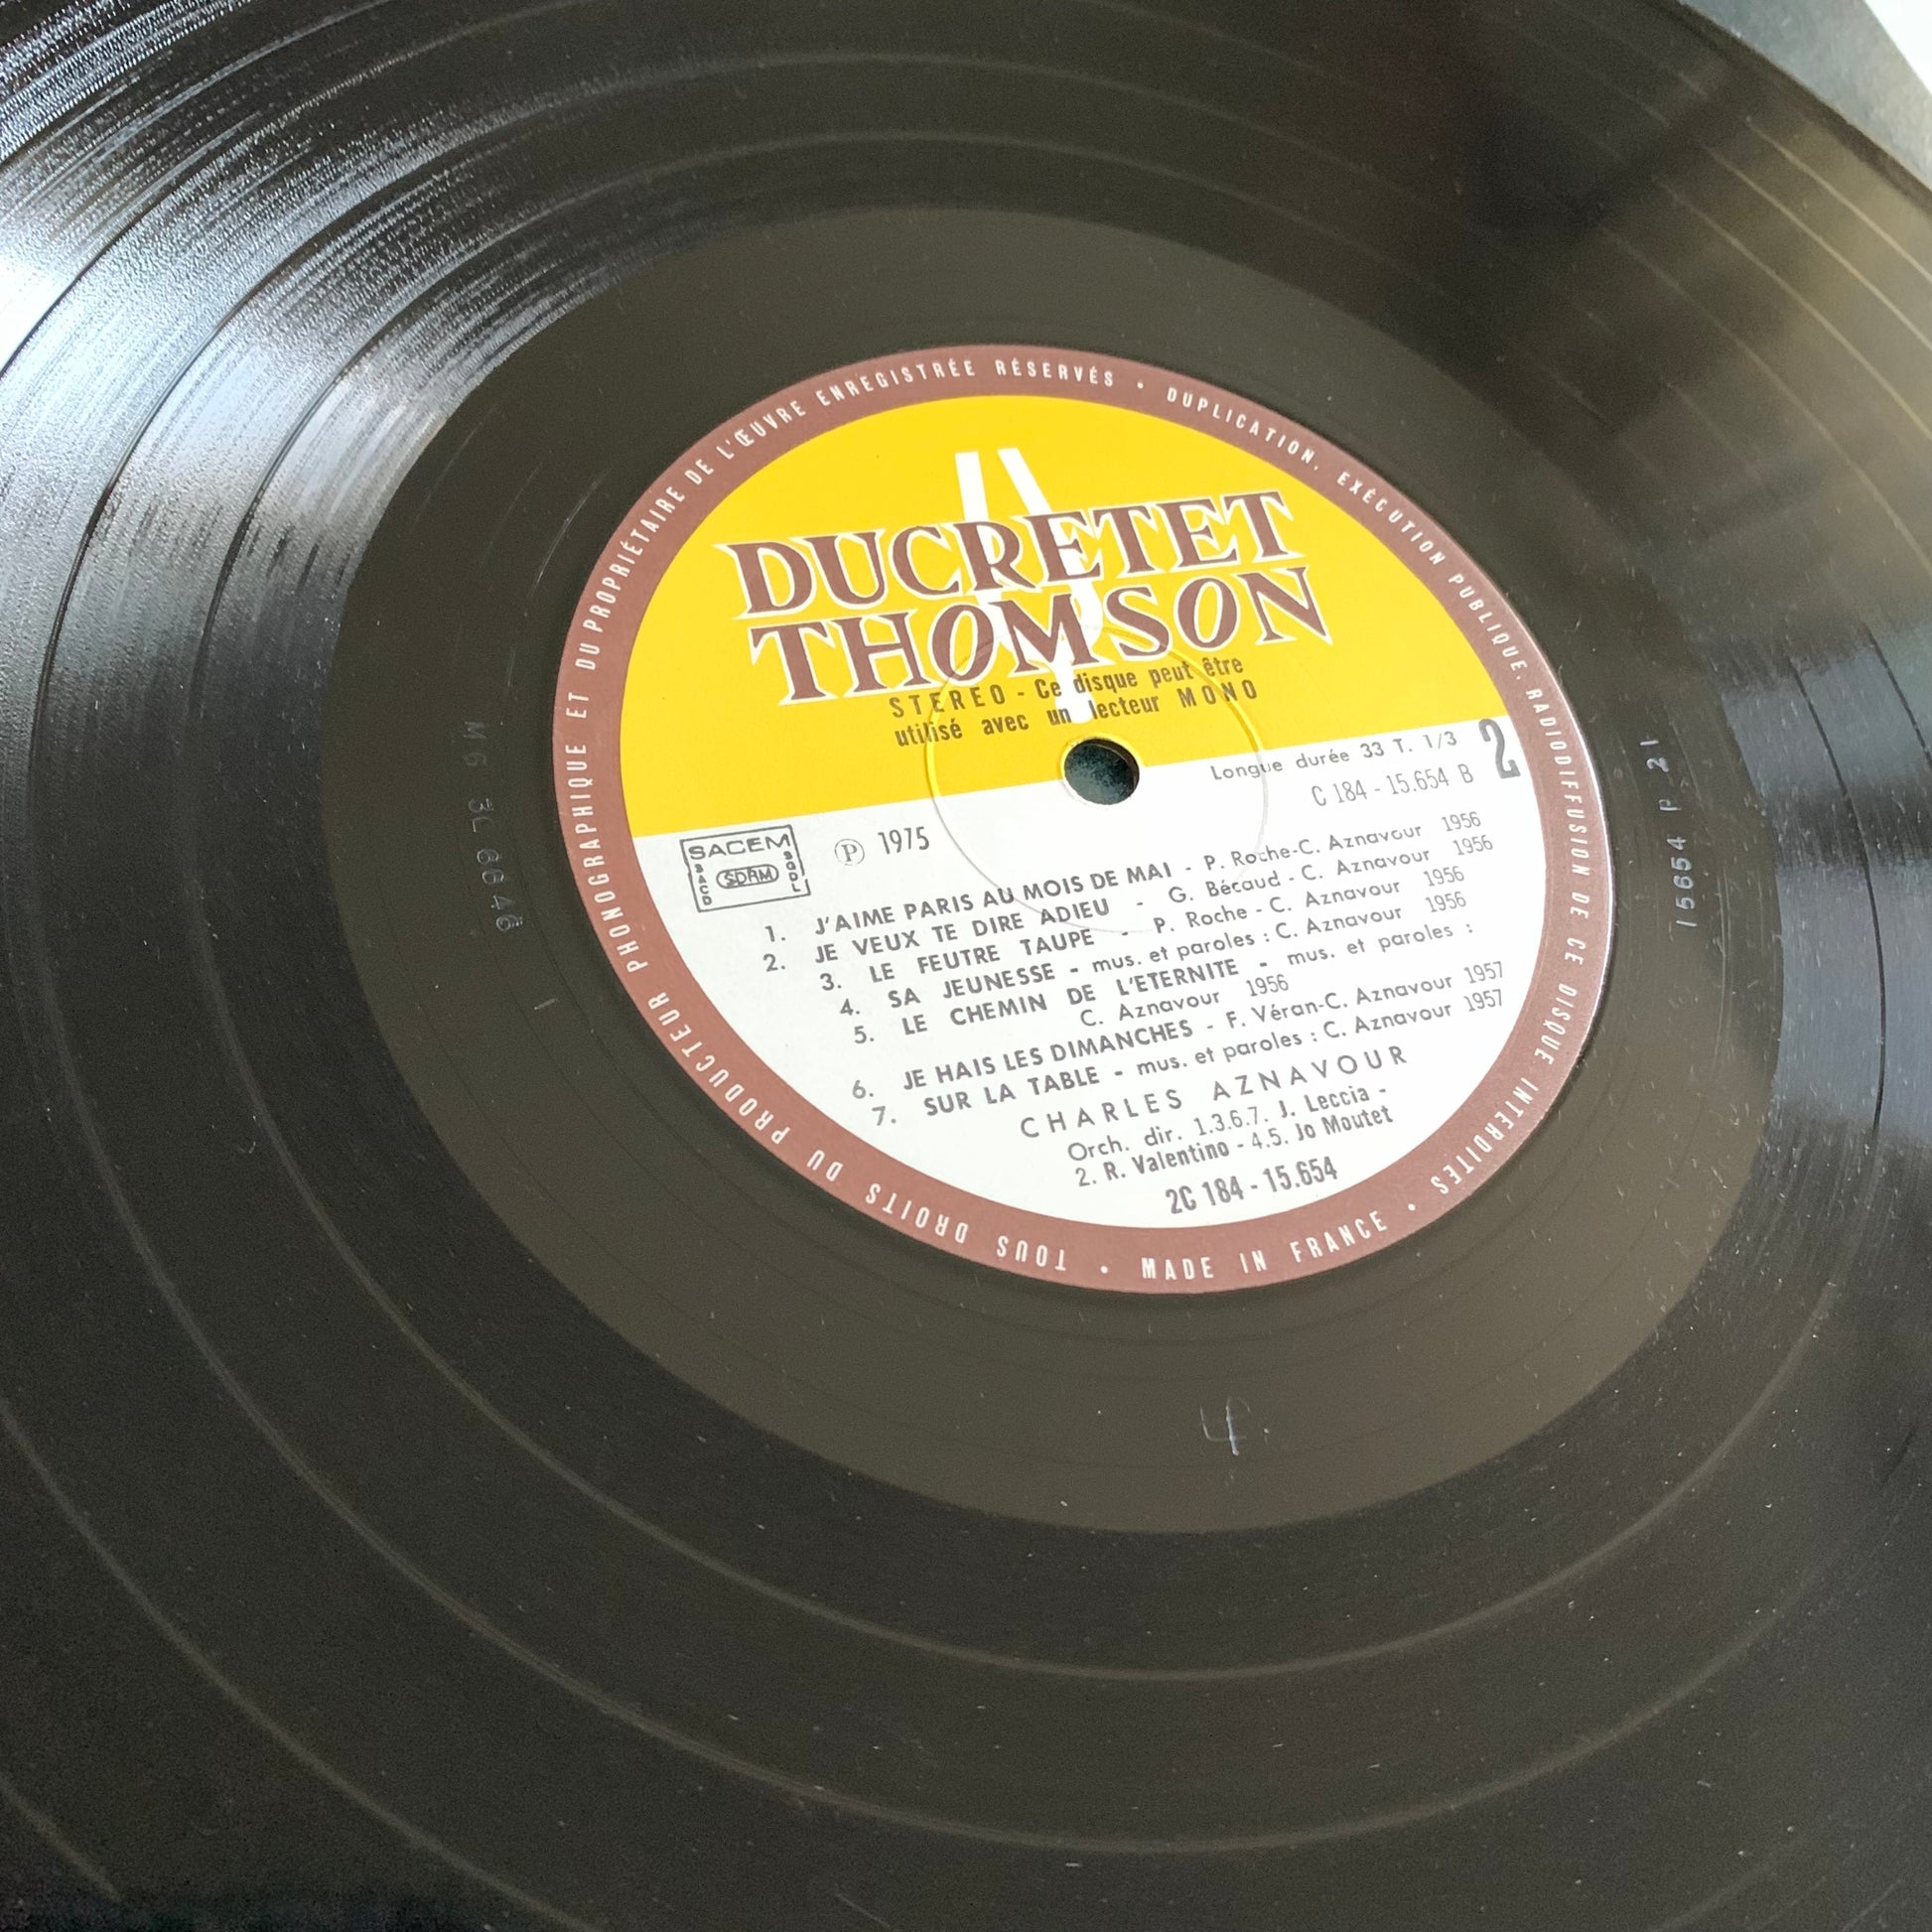 DUCRETET
THOMSON
STEREO - Ce disque peut être
utilisé avec un lecteur MONO
Longue durée 33 T. 1/3
C 184 - 15.654 B
2
SACEM
SACD
SDRM
SGDL
Ⓟ 1975
1. J'AIME PARIS AU MOIS DE MAI - P. Roche-C. Aznavour 1956
2. JE VEUX TE DIRE ADIEU - G. Bécaud - C. Aznavour 1956
3. LE FEUTRE TAUPE - P. Roche - C. Aznavour 1956
4. SA JEUNESSE - mus. et paroles : C. Aznavour 1956
5. LE CHEMIN DE L'ETERNITE - mus. et paroles :
C. Aznavour 1956
6. JE HAIS LES DIMANCHES - F. Véran-C. Aznavour 1957
7. SUR LA TABLE - mus. et paroles : C. Aznavour 1957
CHARLES AZNAVOUR
Orch. dir. 1.3.6.7. J. Leccia -
2. R. Valentino - 4.5. Jo Moutet
2C 184 - 15.654
TOUS DROITS DU PRODUCTEUR PHONOGRAPHIQUE ET DU PROPRIÉTAIRE DE L'ŒUVRE ENREGISTRÉE RÉSERVÉS • DUPLICATION, EXÉCUTION PUBLIQUE, RADIODIFFUSION DE CE DISQUE INTERDITES • MADE IN FRANCE •
M6 3L 6646
15654 P 21